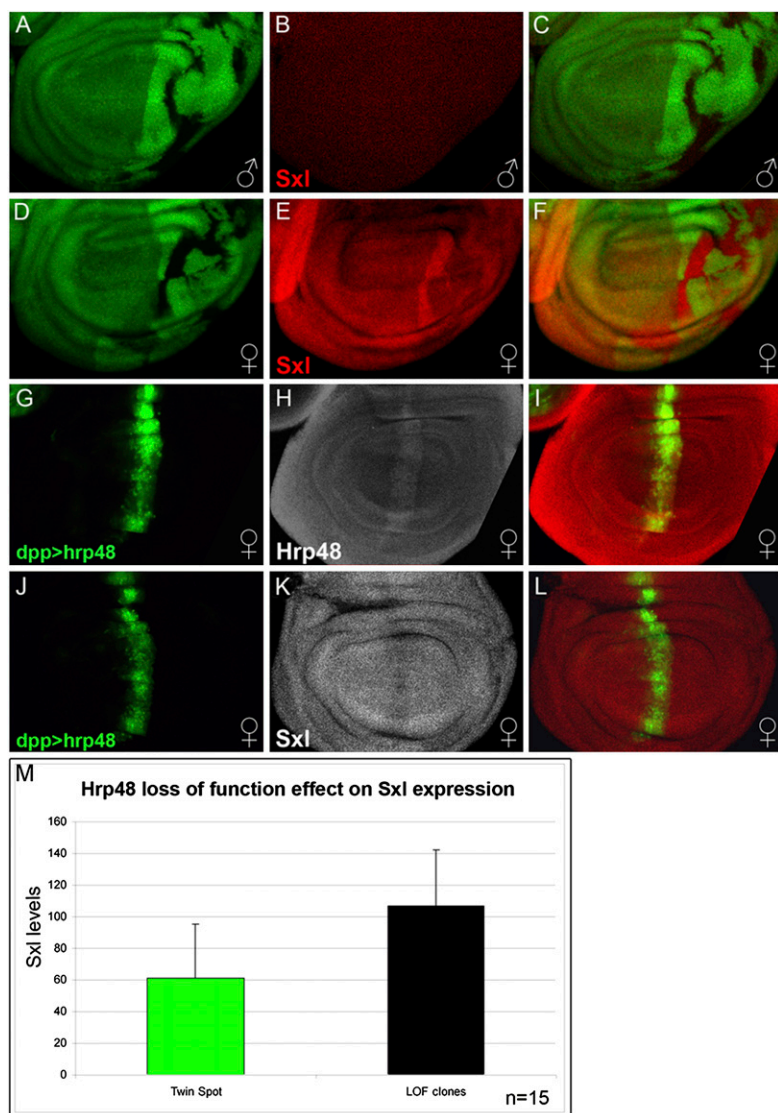 A
♂
B
Sxl
♂
C
♂
D
♀
E
Sxl
♀
F
♀
G
dpp>hrp48
♀
H
Hrp48
♀
I
♀
J
dpp>hrp48
♀
K
Sxl
♀
L
♀
M
Hrp48 loss of function effect on Sxl expression
160
140
120
100
80
60
40
20
0
Sxl levels
Twin Spot
LOF clones
n=15